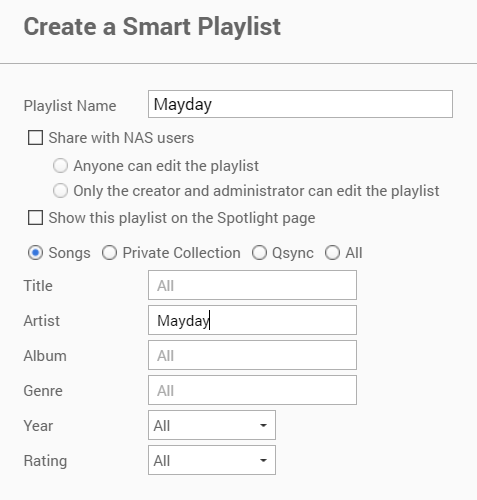 Create a Smart Playlist
Playlist Name Mayday
Share with NAS users
Anyone can edit the playlist
Only the creator and administrator can edit the playlist
Show this playlist on the Spotlight page
Songs Private Collection Qsync All
Title All
Artist Mayday
Album All
Genre All
Year All
Rating All